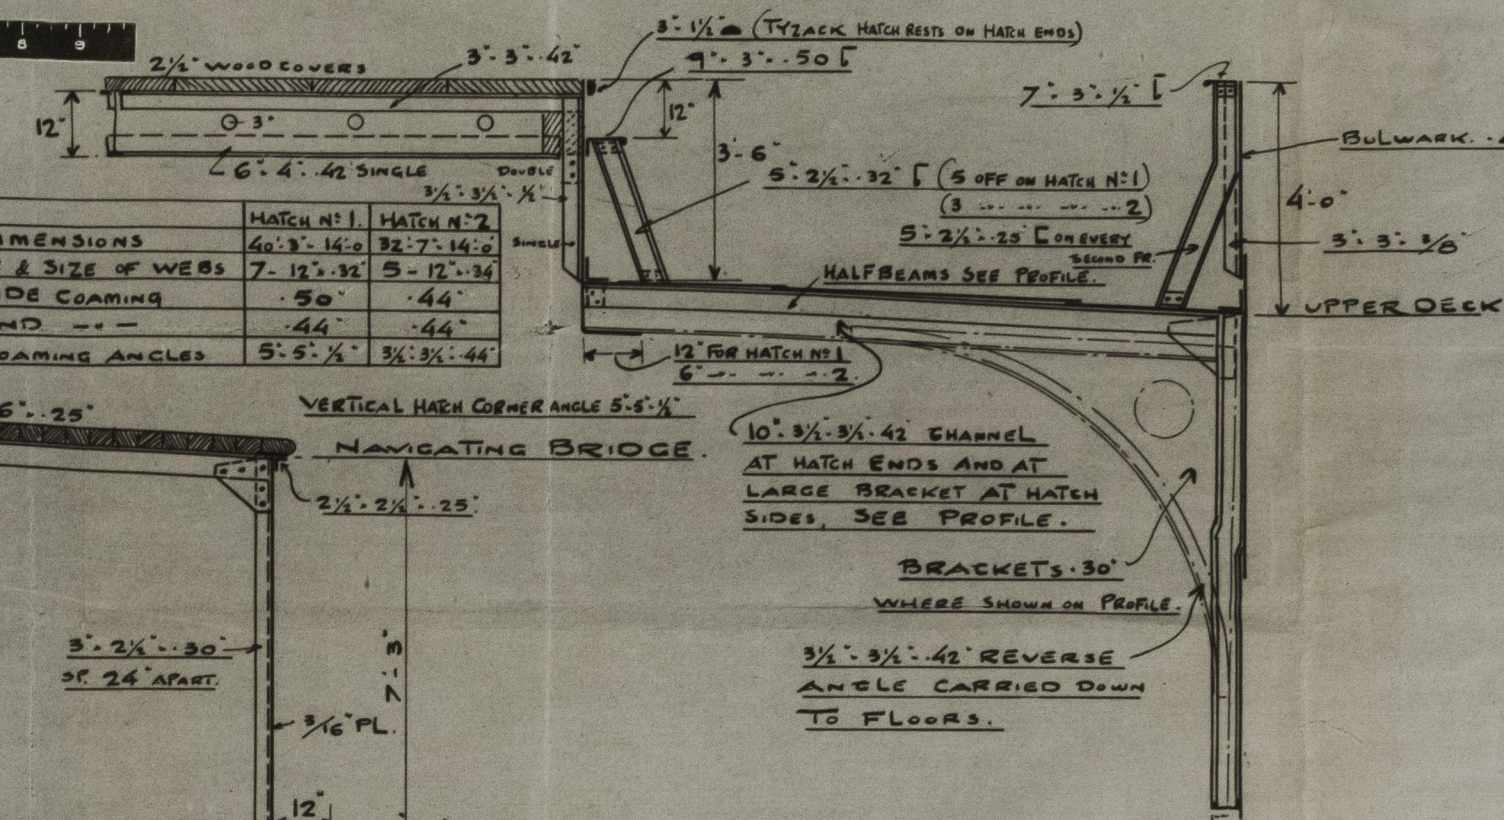 8 9
2½" WOOD COVERS
3"· 3"· ·42"
3"· 1½" (TYZACK HATCH RESTS ON HATCH ENDS)
9"· 3"· ·50
7"· 3"· ½"
12"
3"
12"
3'- 6"
6"· 4"· ·42" SINGLE
DOUBLE
3½"· 3½"· ½"
SINGLE
5"· 2½"· ·32" (5 OFF ON HATCH Nº 1)
(3 -- -- -- -- 2)
BULWARK.
4'-0"
5"· 2½"· ·25" ON EVERY
SECOND FR.
3"· 3"· 3/8"
HALF BEAMS SEE PROFILE.
UPPER DECK
HATCH Nº 1. HATCH Nº 2
40'·3"- 14'·0 32'·7"- 14'·0"
& SIZE OF WEBS 7- 12"· ·32" 5- 12"· ·34"
COAMING ·50" ·44"
-·- ·44" ·44"
ANGLES 5"·5"·½" 3½"·3½"·44"
12" FOR HATCH Nº 1
6" -- -- -- 2.
·25"
VERTICAL HATCH CORNER ANGLE 5"·5"·½"
NAVIGATING BRIDGE.
2½"· 2½"· ·25"
10"· 3½"· 3½"· 42" CHANNEL
AT HATCH ENDS AND AT
LARGE BRACKET AT HATCH
SIDES, SEE PROFILE.
BRACKETS ·30"
WHERE SHOWN ON PROFILE.
3"· 2½"· ·30"
SP. 24" APART.
7'- 3"
3½"· 3½"· ·42" REVERSE
ANGLE CARRIED DOWN
TO FLOORS.
3/16" PL.
12"